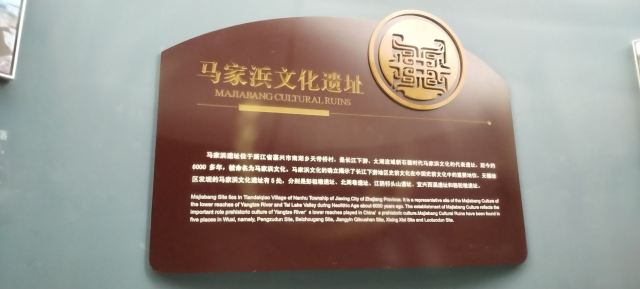 马家浜文化遗址
MAJIABANG CULTURAL RUINS
马家浜遗址位于浙江省嘉兴市南湖乡天带桥村，是长江下游、太湖流域新石器时代马家浜文化的代表遗址，距今约
6000 多年，被命名为马家浜文化。马家浜文化的确立揭示了长江下游地区史前文化在中国史前文化中的重要地位。无锡地
区发现的马家浜文化遗址有 5 处，分别是彭祖墩遗址、北周巷遗址、江阴祁头山遗址、宜兴西溪遗址和骆驼墩遗址。
Majiabang Site lies in Tiandaiqiao Village of Nanhu Township of Jiaxing City of Zhejiang Province. It is a representative site of the Majiabang Culture of
the lower reaches of Yangtze River and Tai Lake Valley during Neolithic Age about 6000 years ago. The establishment of Majiabang Culture reflects the
important role prehistoric culture of Yangtze River' s lower reaches played in China' s prehistoric culture.Majiabang Cultural Ruins have been found in
five places in Wuxi, namely, Pengzudun Site, Beizhougang Site, Jiangyin Qitoushan Site, Yixing Xixi Site and Luotuodun Site.